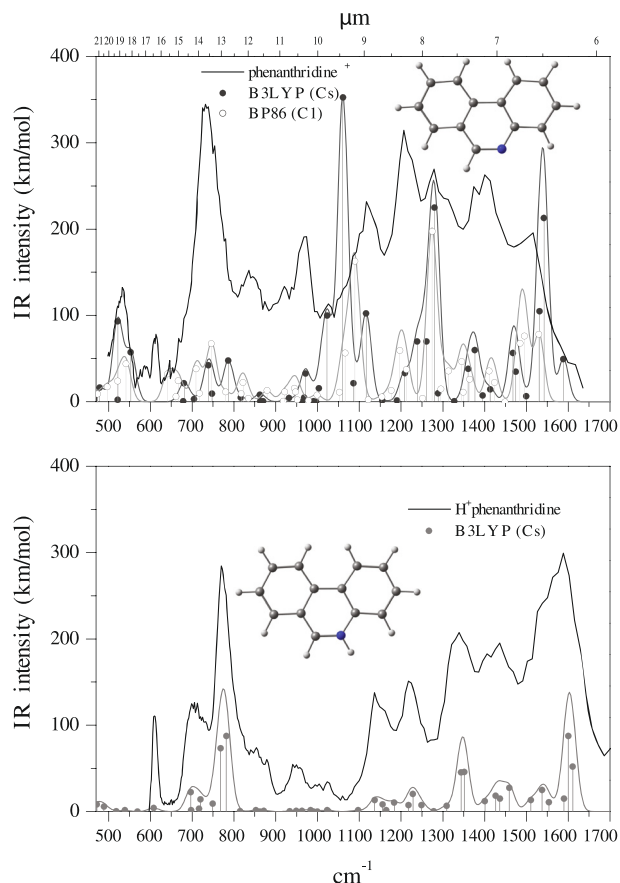 µm
21 20 19 18 17 16 15 14 13 12 11 10 9 8 7 6
400
300
200
100
0
IR intensity (km/mol)
phenanthridine +
B3LYP (Cs)
BP86 (C1)
500 600 700 800 900 1000 1100 1200 1300 1400 1500 1600 1700
400
300
200
100
0
IR intensity (km/mol)
H+phenanthridine
B3LYP (Cs)
500 600 700 800 900 1000 1100 1200 1300 1400 1500 1600 1700
cm-1